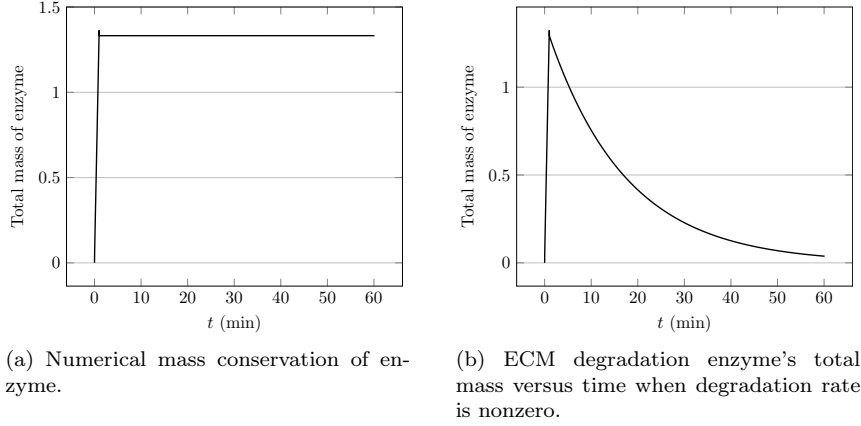 1.5
1
0.5
0
Total mass of enzyme
0 10 20 30 40 50 60
t (min)
(a) Numerical mass conservation of en-
zyme.
1
0.5
0
Total mass of enzyme
0 10 20 30 40 50 60
t (min)
(b) ECM degradation enzyme's total
mass versus time when degradation rate
is nonzero.